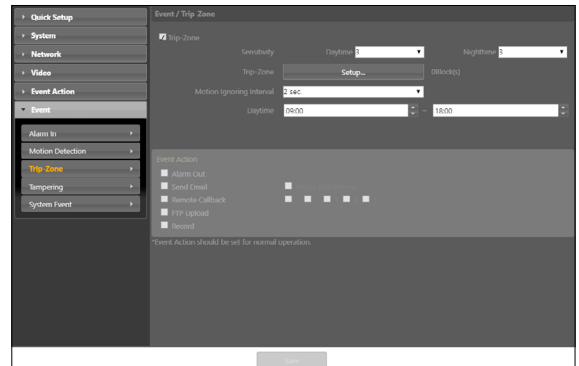 Quick Setup
System
Network
Video
Event Action
Event
Alarm In
Motion Detection
Trip-Zone
Tampering
System Event
Event / Trip-Zone
Trip-Zone
Sensitivity Daytime 3 Nighttime 3
Trip-Zone Setup... 0Block(s)
Motion Ignoring Interval 2 sec.
Daytime 09:00 ~ 18:00
Event Action
Alarm Out
Send Email
Remote Callback
FTP Upload
Record
*Event Action should be set for normal operation.
Save